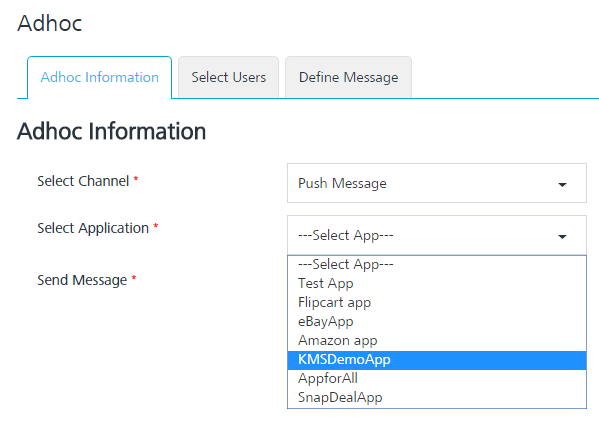 Adhoc
Adhoc Information
Select Users
Define Message
Adhoc Information
Select Channel *
Push Message
Select Application *
---Select App---
Send Message *
---Select App---
Test App
Flipcart app
eBayApp
Amazon app
KMSDemoApp
AppforAll
SnapDealApp